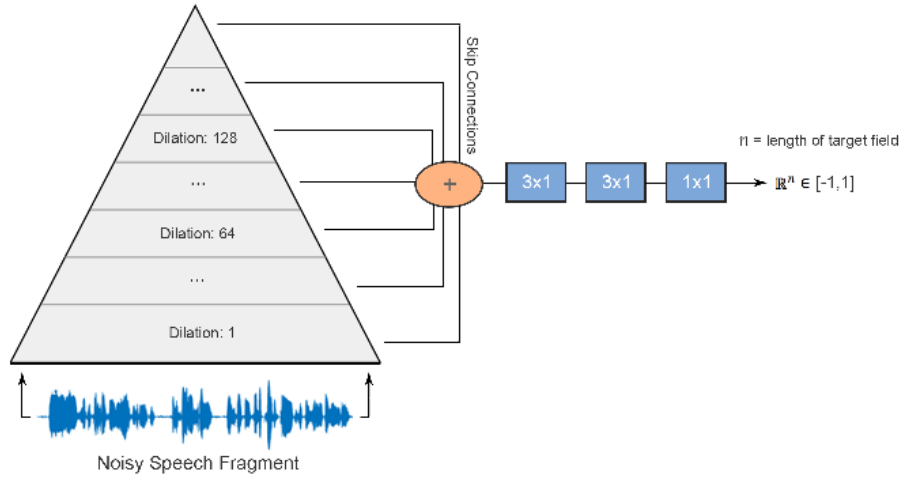 ...
Dilation: 128
...
Dilation: 64
...
Dilation: 1
Noisy Speech Fragment
Skip Connections
+
3x1
3x1
1x1
n = length of target field
ℝⁿ ∈ [-1,1]